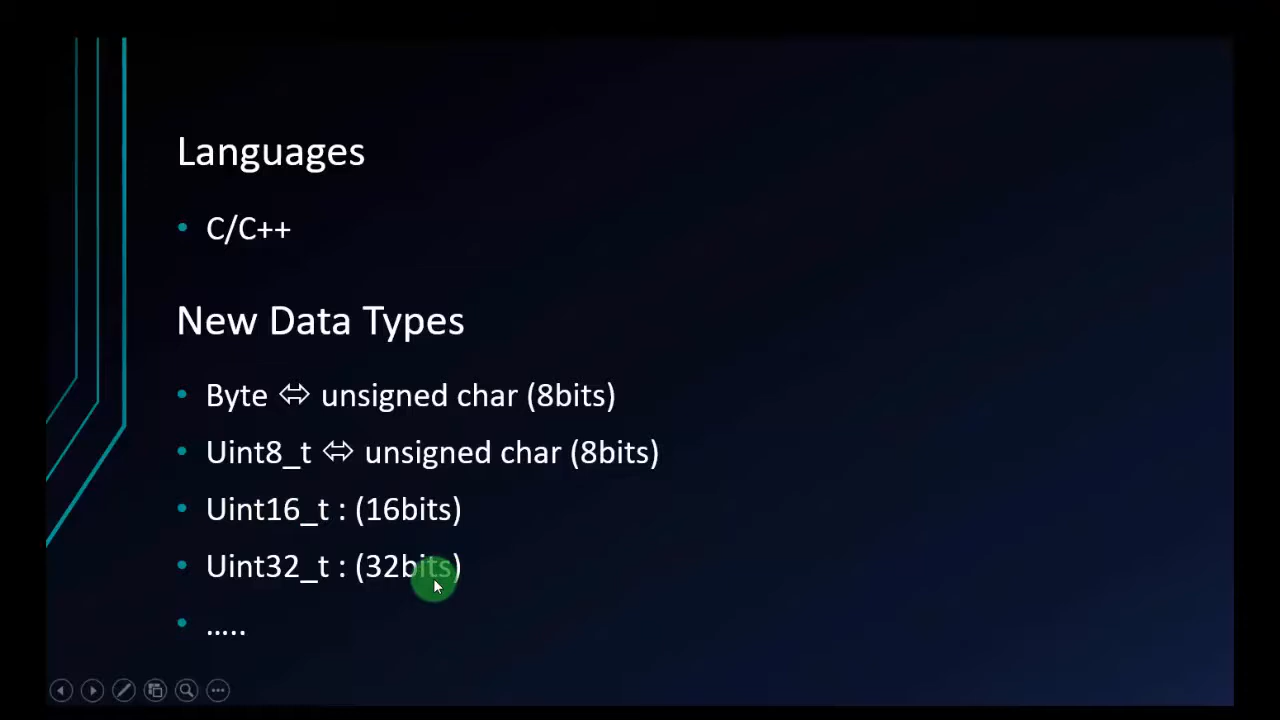 Languages
• C/C++
New Data Types
• Byte ⬄ unsigned char (8bits)
• Uint8_t ⬄ unsigned char (8bits)
• Uint16_t : (16bits)
• Uint32_t : (32bits)
• …..